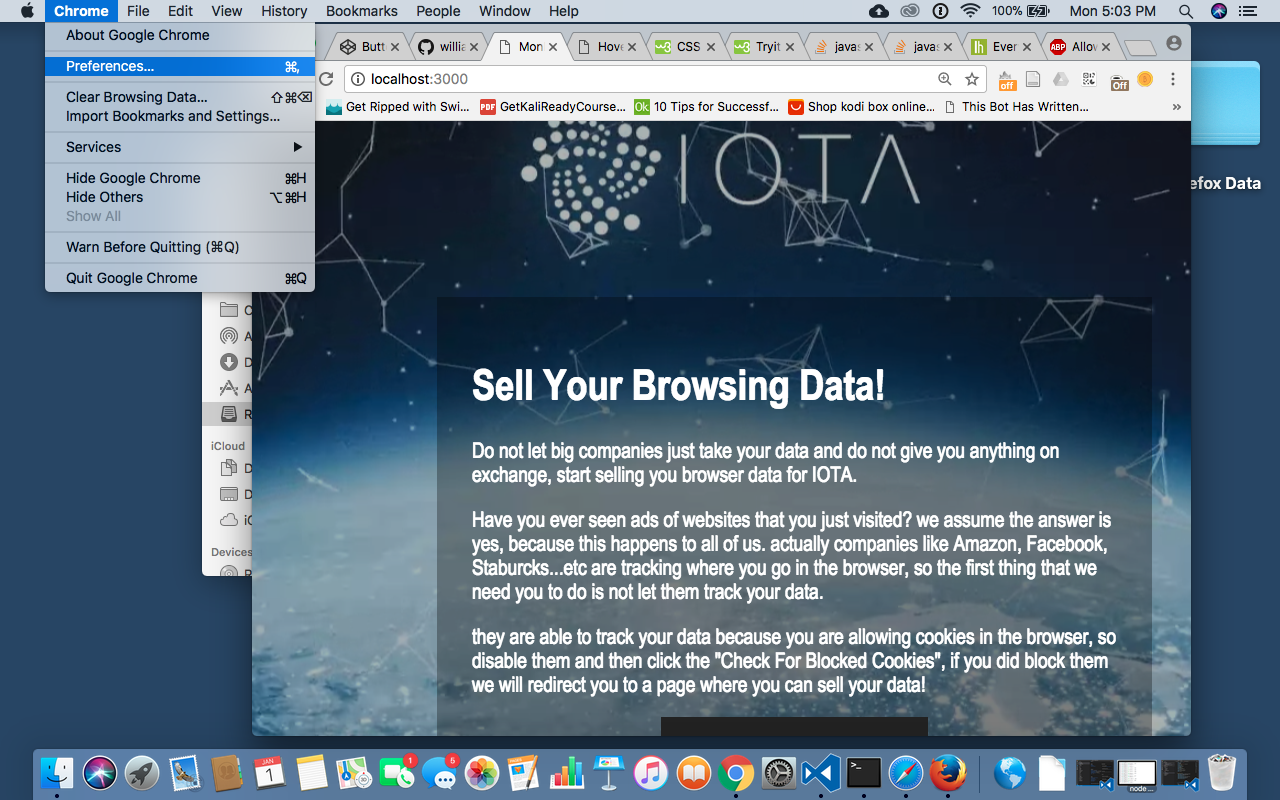 Chrome File Edit View History Bookmarks People Window Help 100% Mon 5:03 PM
About Google Chrome
Preferences... ⌘,
Clear Browsing Data... ⇧⌘⌫
Import Bookmarks and Settings...
Services
Hide Google Chrome ⌘H
Hide Others ⌥⌘H
Show All
Warn Before Quitting (⌘Q)
Quit Google Chrome ⌘Q
Butt willia Mon Hove CSS Tryit javas javas Ever Allov
localhost:3000
off Off
Get Ripped with Swi... GetKaliReadyCourse... 10 Tips for Successf... Shop kodi box online... This Bot Has Written...
IOTA
efox Data
iCloud
Devices
Sell Your Browsing Data!
Do not let big companies just take your data and do not give you anything on
exchange, start selling you browser data for IOTA.
Have you ever seen ads of websites that you just visited? we assume the answer is
yes, because this happens to all of us. actually companies like Amazon, Facebook,
Staburcks...etc are tracking where you go in the browser, so the first thing that we
need you to do is not let them track your data.
they are able to track your data because you are allowing cookies in the browser, so
disable them and then click the "Check For Blocked Cookies", if you did block them
we will redirect you to a page where you can sell your data!
JAN
1
1
5
node ...